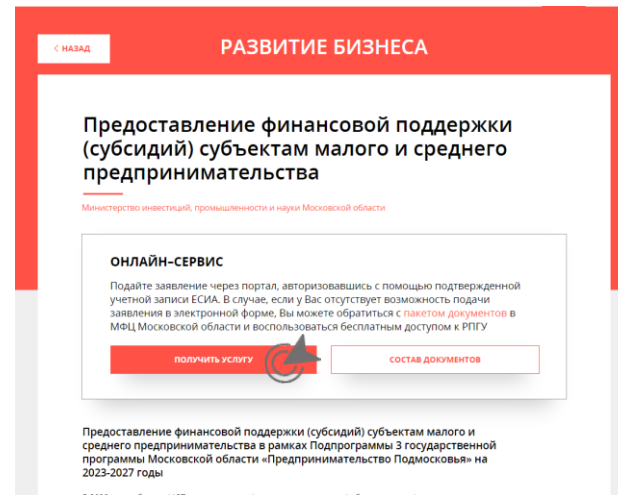 < НАЗАД
РАЗВИТИЕ БИЗНЕСА
Предоставление финансовой поддержки
(субсидий) субъектам малого и среднего
предпринимательства
Министерство инвестиций, промышленности и науки Московской области
ОНЛАЙН-СЕРВИС
Подайте заявление через портал, авторизовавшись с помощью подтвержденной
учетной записи ЕСИА. В случае, если у Вас отсутствует возможность подачи
заявления в электронной форме, Вы можете обратиться с пакетом документов в
МФЦ Московской области и воспользоваться бесплатным доступом к РПГУ
ПОЛУЧИТЬ УСЛУГУ
СОСТАВ ДОКУМЕНТОВ
Предоставление финансовой поддержки (субсидий) субъектам малого и
среднего предпринимательства в рамках Подпрограммы 3 государственной
программы Московской области «Предпринимательство Подмосковья» на
2023-2027 годы